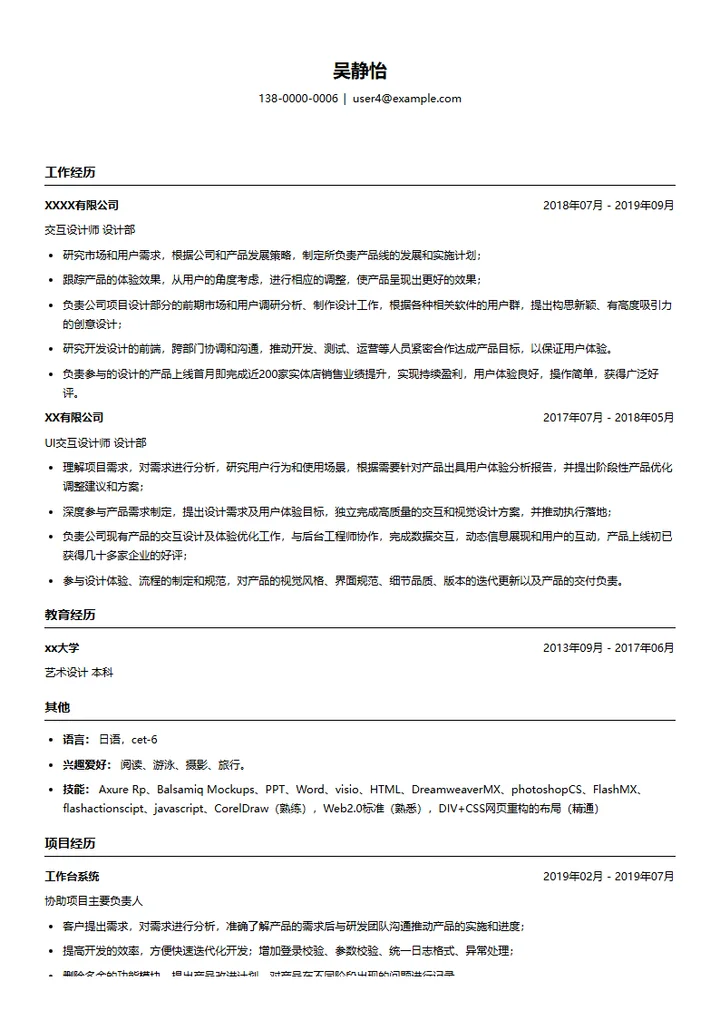 吴静怡
138-0000-0006 | user4@example.com
工作经历
XXXX有限公司 2018年07月 - 2019年09月
交互设计师 设计部
• 研究市场和用户需求，根据公司和产品发展策略，制定所负责产品线的发展和实施计划；
• 跟踪产品的体验效果，从用户的角度考虑，进行相应的调整，使产品呈现出更好的效果；
• 负责公司项目设计部分的前期市场和用户调研分析、制作设计工作，根据各种相关软件的用户群，提出构思新颖、有高度吸引力
的创意设计；
• 研究开发设计的前端，跨部门协调和沟通，推动开发、测试、运营等人员紧密合作达成产品目标，以保证用户体验。
• 负责参与的设计的产品上线首月即完成近200家实体店销售业绩提升，实现持续盈利，用户体验良好，操作简单，获得广泛好
评。
XX有限公司 2017年07月 - 2018年05月
UI交互设计师 设计部
• 理解项目需求，对需求进行分析，研究用户行为和使用场景，根据需要针对产品出具用户体验分析报告，并提出阶段性产品优化
调整建议和方案；
• 深度参与产品需求制定，提出设计需求及用户体验目标，独立完成高质量的交互和视觉设计方案，并推动执行落地；
• 负责公司现有产品的交互设计及体验优化工作，与后台工程师协作，完成数据交互，动态信息展现和用户的互动，产品上线初已
获得几十多家企业的好评；
• 参与设计体验、流程的制定和规范，对产品的视觉风格、界面规范、细节品质、版本的迭代更新以及产品的交付负责。
教育经历
xx大学 2013年09月 - 2017年06月
艺术设计 本科
其他
• 语言： 日语，cet-6
• 兴趣爱好： 阅读、游泳、摄影、旅行。
• 技能： Axure Rp、Balsamiq Mockups、PPT、Word、visio、HTML、DreamweaverMX、photoshopCS、FlashMX、
flashactionscipt、javascript、CorelDraw（熟练），Web2.0标准（熟悉），DIV+CSS网页重构的布局（精通）
项目经历
工作台系统 2019年02月 - 2019年07月
协助项目主要负责人
• 客户提出需求，对需求进行分析，准确了解产品的需求后与研发团队沟通推动产品的实施和进度；
• 提高开发的效率，方便快速迭代化开发；增加登录校验、参数校验、统一日志格式、异常处理；
• 删除多余的功能模块，提出产品改进计划，对产品在不同阶段出现的问题进行记录